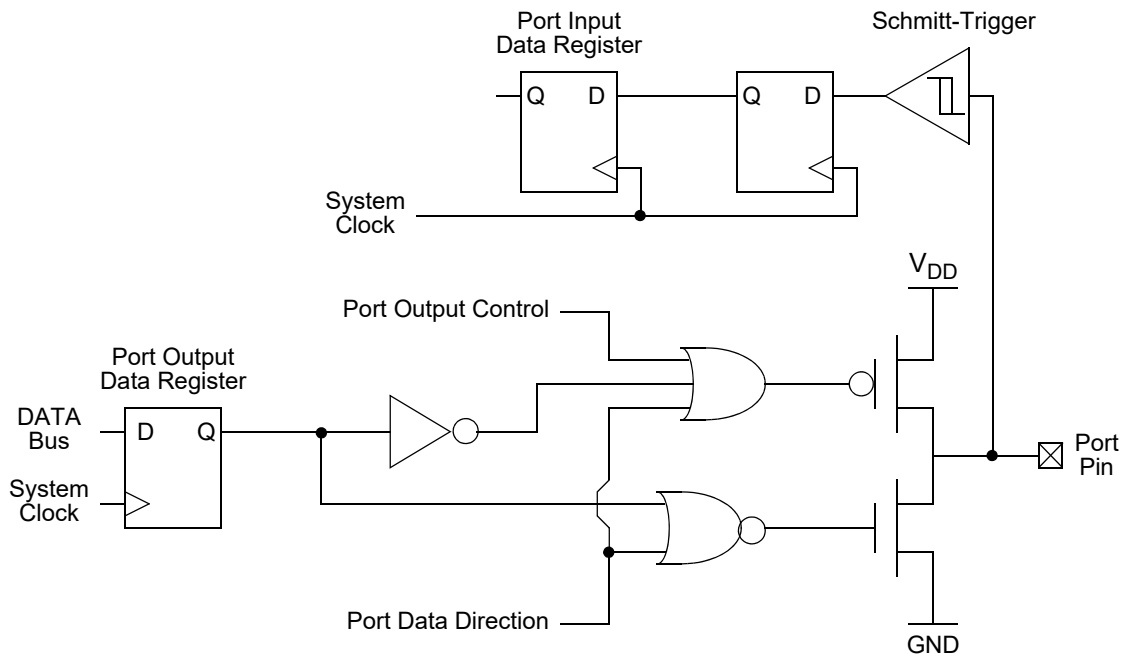 Port Input
Data Register
Schmitt-Trigger
Q D
Q D
System
Clock
VDD
Port Output Control
Port Output
Data Register
DATA
Bus
D Q
System
Clock
Port
Pin
Port Data Direction
GND